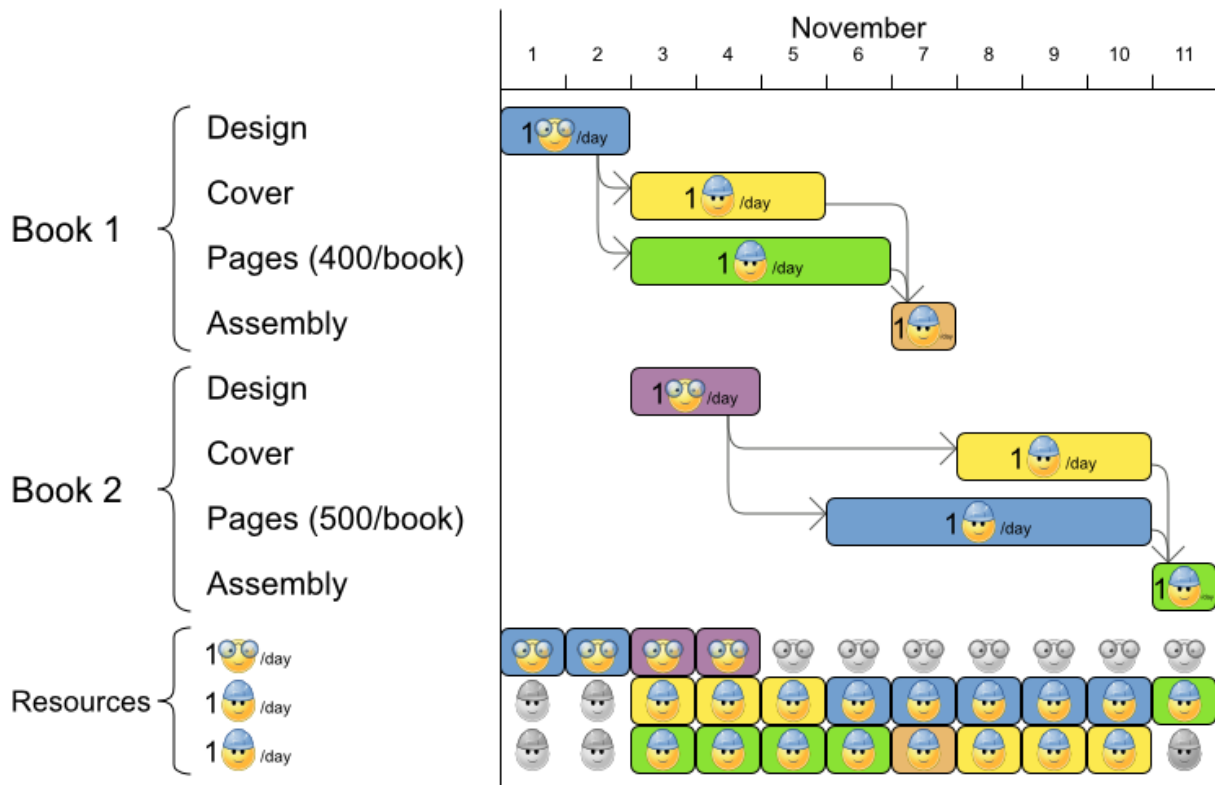 November
1 2 3 4 5 6 7 8 9 10 11
Book 1
Design
1 /day
Cover
1 /day
Pages (400/book)
1 /day
Assembly
1 /day
Book 2
Design
1 /day
Cover
1 /day
Pages (500/book)
1 /day
Assembly
1 /day
Resources
1 /day
1 /day
1 /day